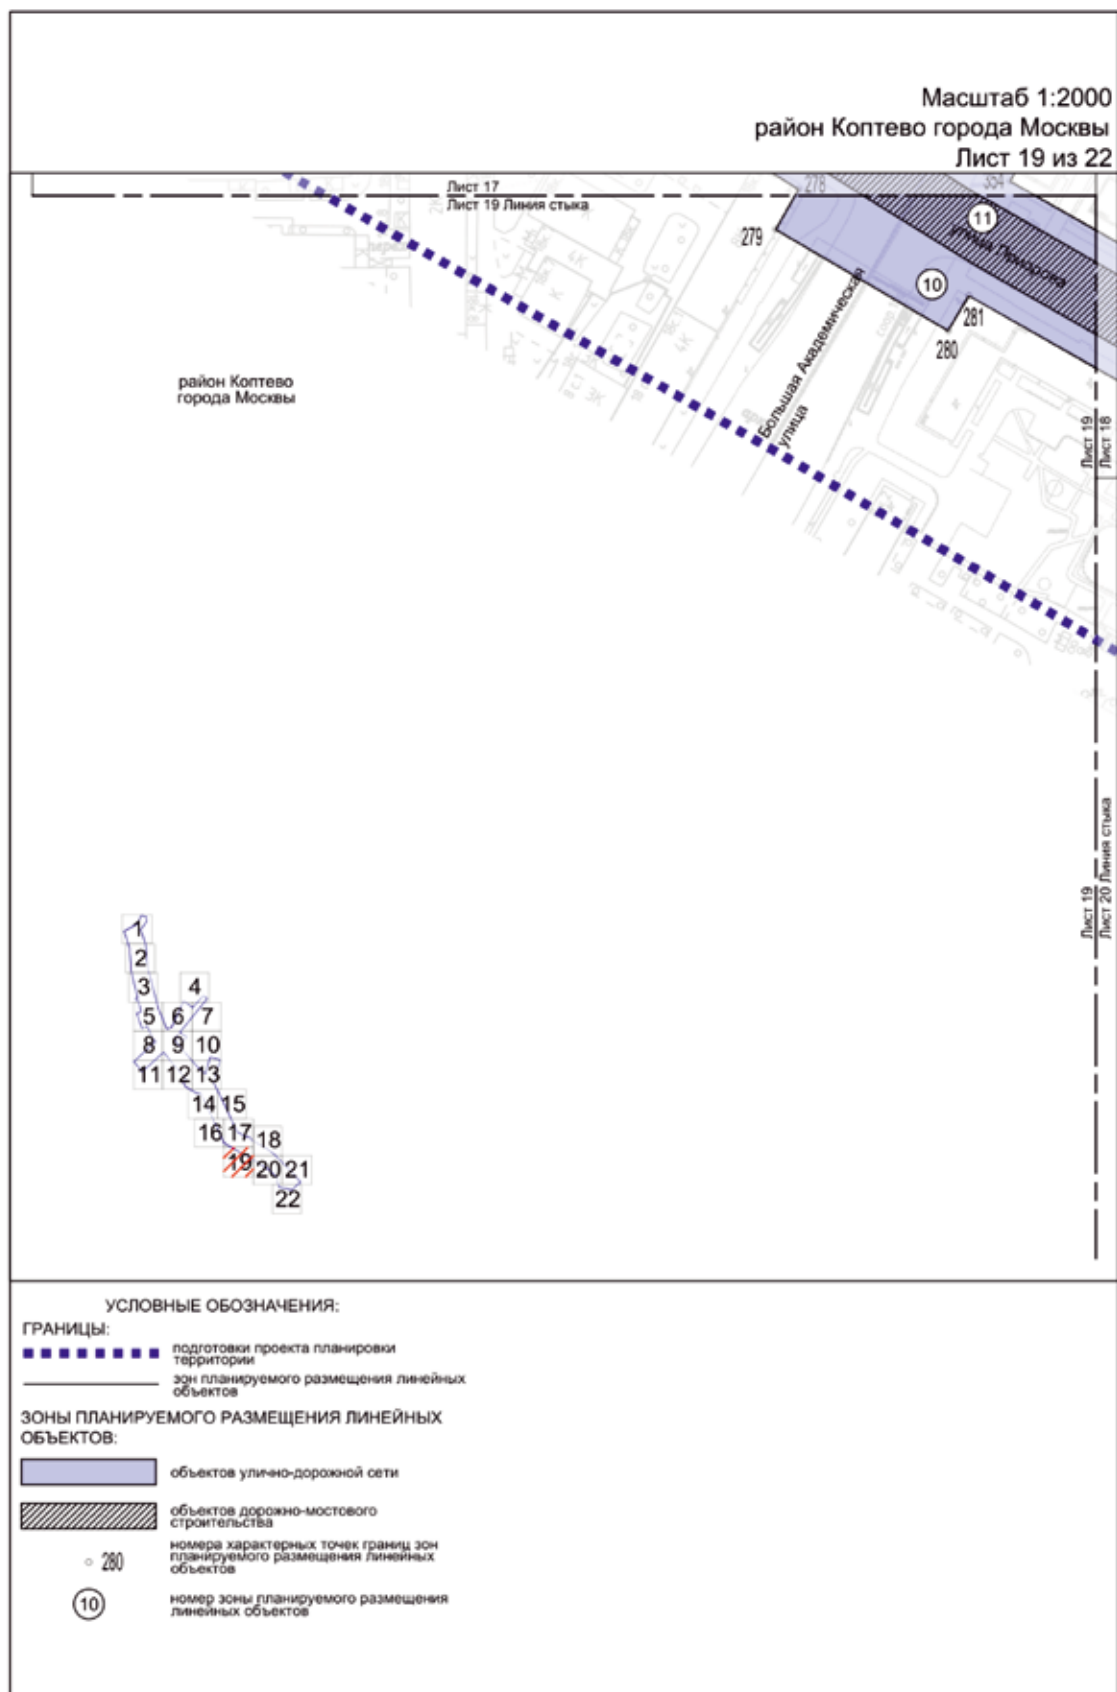 Масштаб 1:2000
район Коптево города Москвы
Лист 19 из 22
Лист 17
Лист 19 Линия стыка
278
334
11
279
улица Приорова
10
281
280
Большая Академическая
улица
район Коптево
города Москвы
Лист 19
Лист 18
Лист 19
Лист 20 Линия стыка
1
2
3
4
5
6
7
8
9
10
11
12
13
14
15
16
17
18
19
20
21
22
УСЛОВНЫЕ ОБОЗНАЧЕНИЯ:
ГРАНИЦЫ:
подготовки проекта планировки
территории
зон планируемого размещения линейных
объектов
ЗОНЫ ПЛАНИРУЕМОГО РАЗМЕЩЕНИЯ ЛИНЕЙНЫХ
ОБЪЕКТОВ:
объектов улично-дорожной сети
объектов дорожно-мостового
строительства
280
номера характерных точек границ зон
планируемого размещения линейных
объектов
10
номер зоны планируемого размещения
линейных объектов